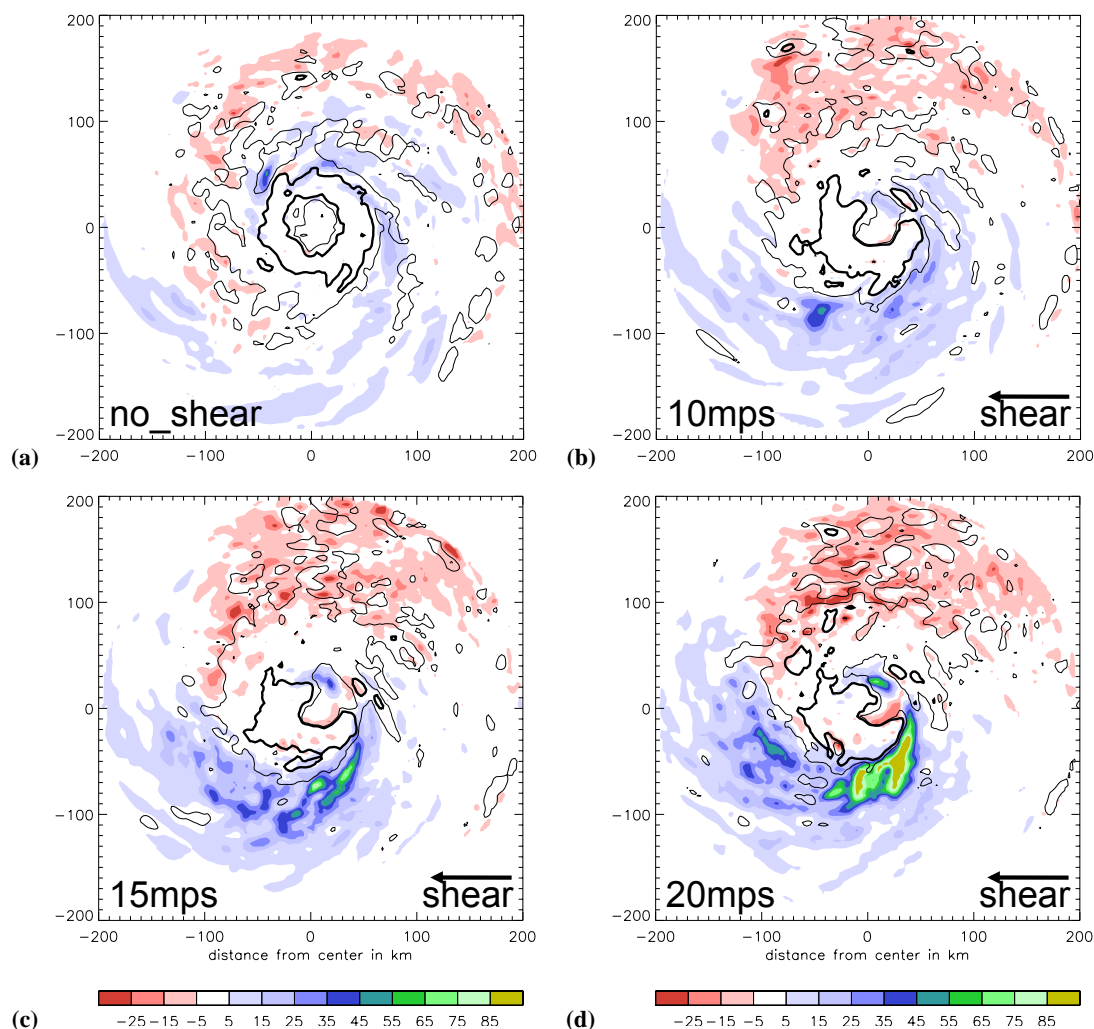 200
200
100
100
0
0
−100
−100
no_shear
10mps
shear
−200
−200
(a)
−200 −100 0 100 200
(b)
−200 −100 0 100 200
200
200
100
100
0
0
−100
−100
15mps
shear
20mps
shear
−200
−200
−200 −100 0 100 200
−200 −100 0 100 200
distance from center in km
distance from center in km
(c)
−25 −15 −5 5 15 25 35 45 55 65 75 85
(d)
−25 −15 −5 5 15 25 35 45 55 65 75 85